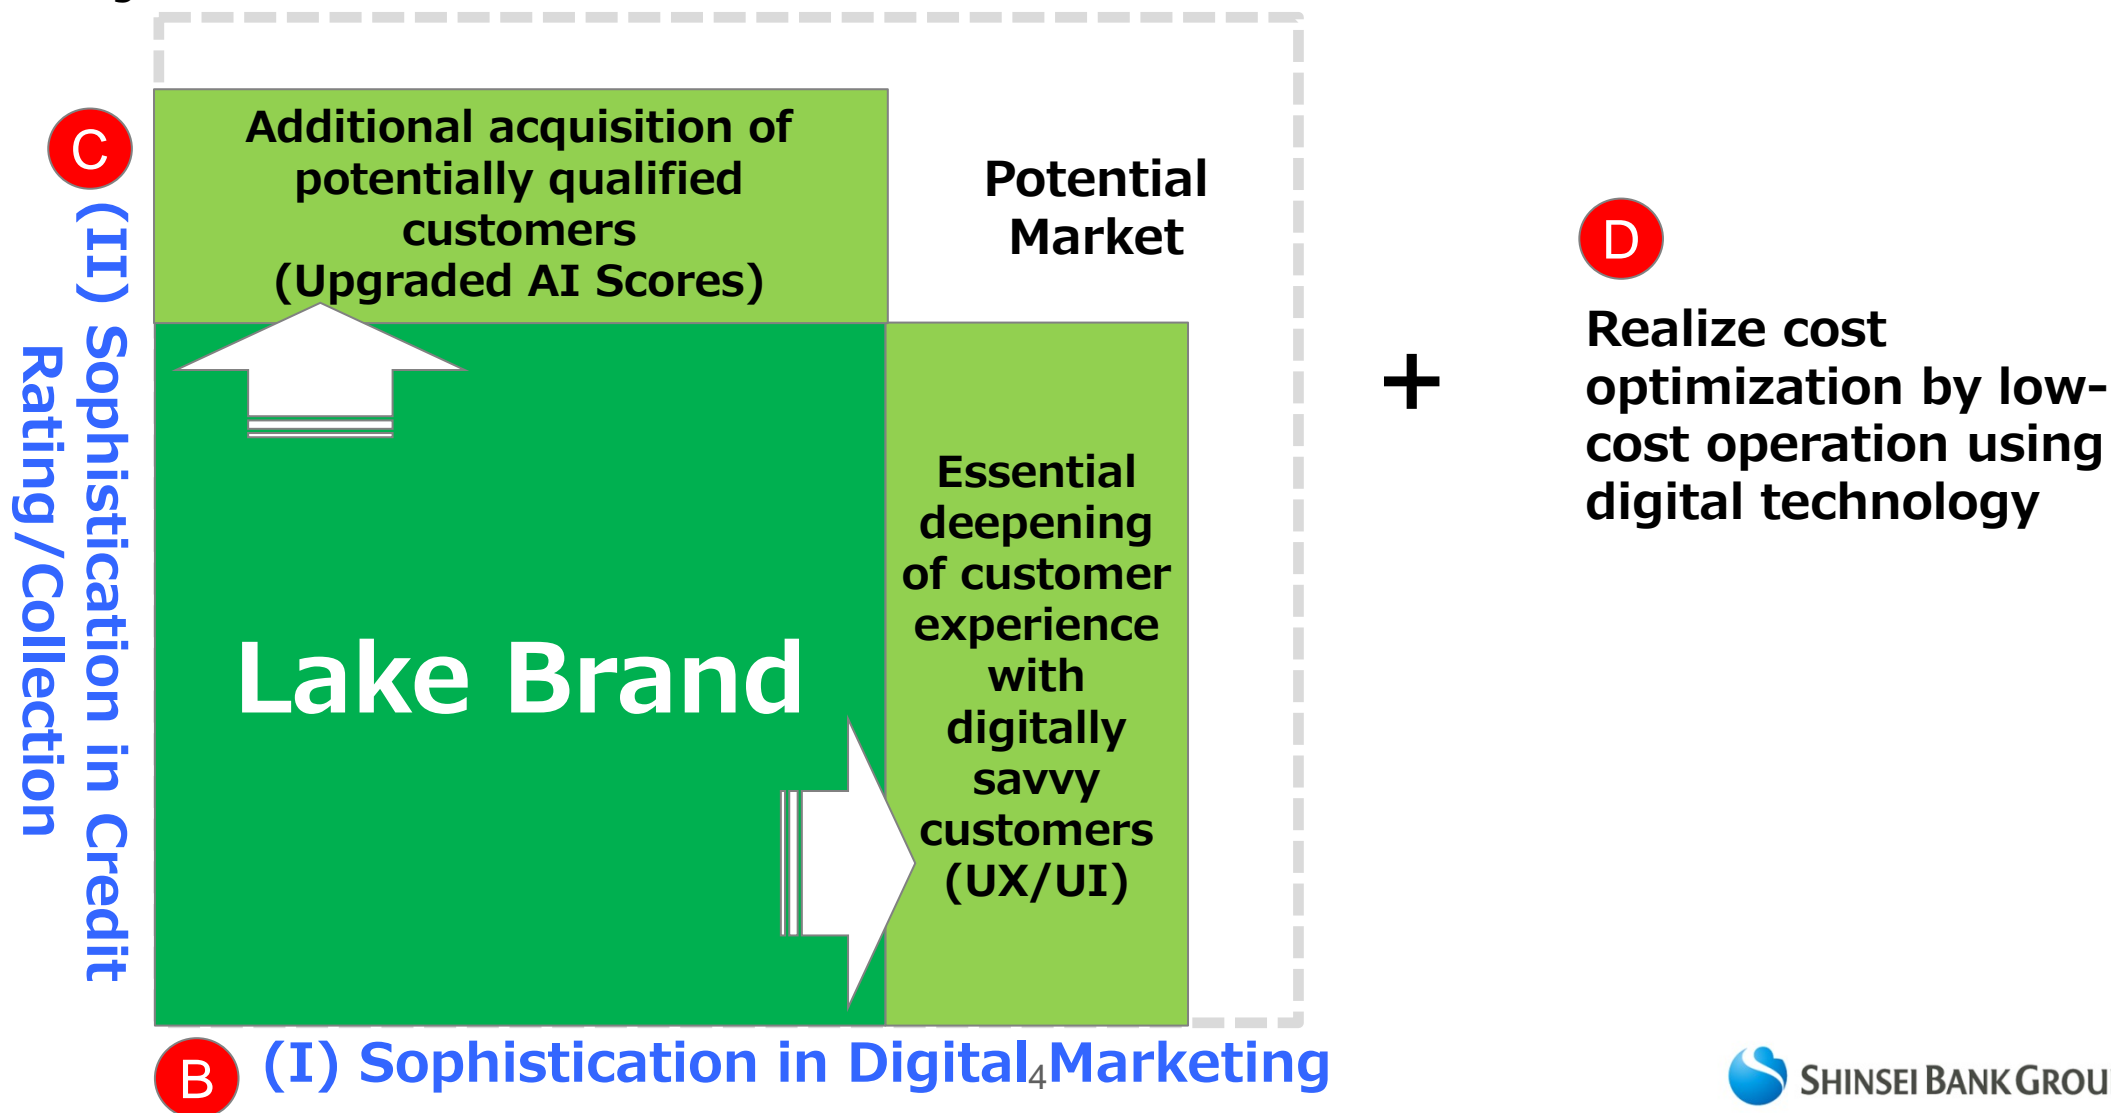 C
(II) Sophistication in Credit
Rating/Collection
Additional acquisition of
potentially qualified
customers
(Upgraded AI Scores)
Potential
Market
Lake Brand
Essential
deepening
of customer
experience
with
digitally
savvy
customers
(UX/UI)
B
(I) Sophistication in Digital Marketing
4
+
D
Realize cost
optimization by low-
cost operation using
digital technology
SHINSEI BANK GROU